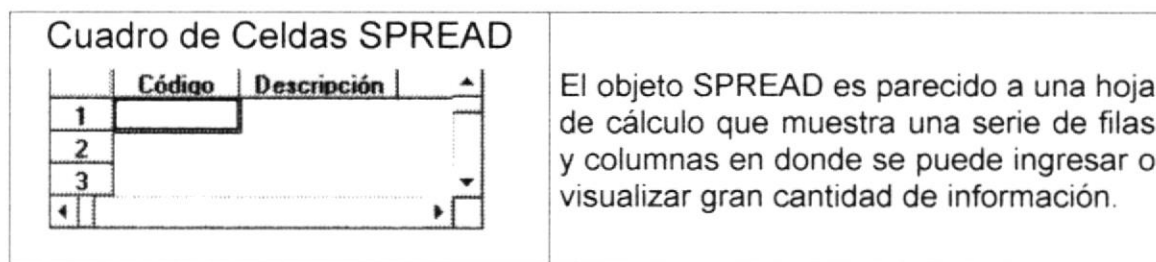 Cuadro de Celdas SPREAD
Código Descripción
1
2
3
El objeto SPREAD es parecido a una hoja
de cálculo que muestra una serie de filas
y columnas en donde se puede ingresar o
visualizar gran cantidad de información.